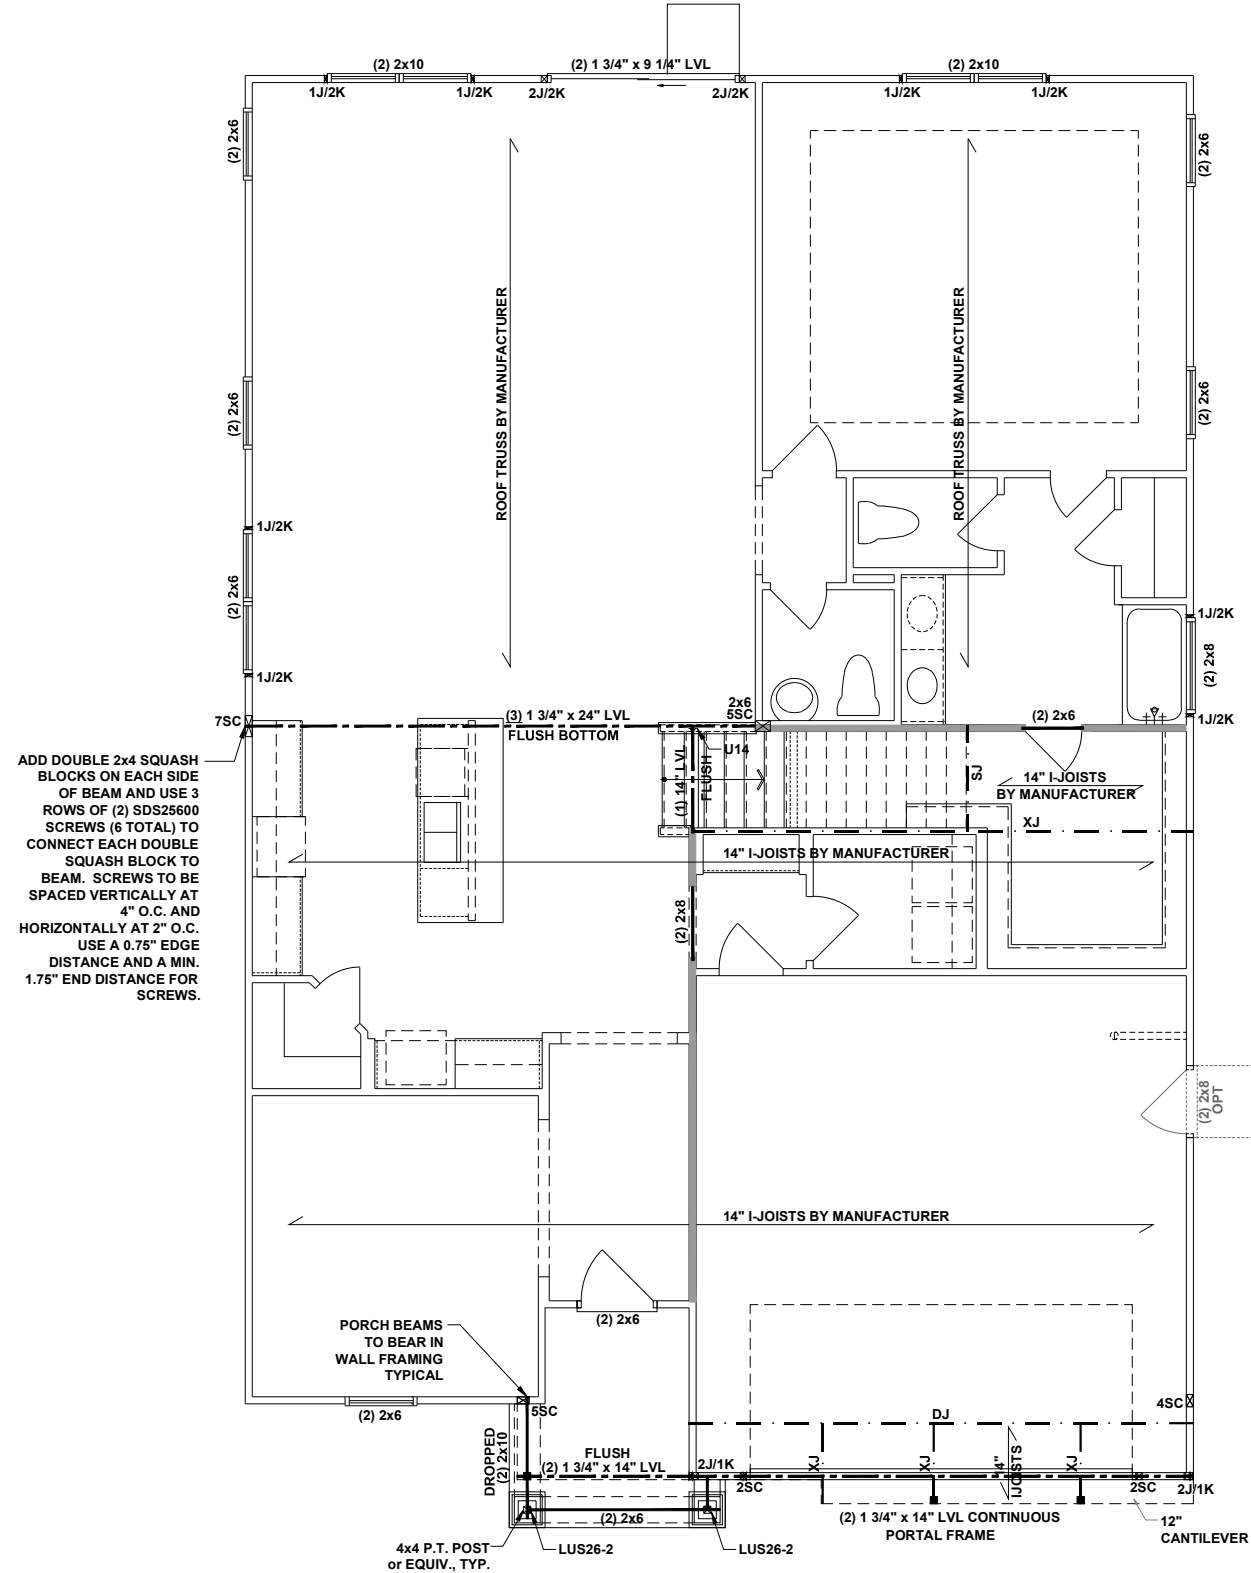 (2) 2x10
(2) 1 3/4" x 9 1/4" LVL
(2) 2x10
1J/2K
1J/2K
2J/2K
2J/2K
1J/2K
1J/2K
(2) 2x6
(2) 2x6
ROOF TRUSS BY MANUFACTURER
ROOF TRUSS BY MANUFACTURER
(2) 2x6
(2) 2x6
1J/2K
(2) 2x6
1J/2K
1J/2K
(2) 2x8
1J/2K
7SC
(3) 1 3/4" x 24" LVL
FLUSH BOTTOM
2x6
5SC
(2) 2x6
U14
(1) 14" LVL
FLUSH
SJ
14" I-JOISTS
BY MANUFACTURER
XJ
ADD DOUBLE 2x4 SQUASH
BLOCKS ON EACH SIDE
OF BEAM AND USE 3
ROWS OF (2) SDS25600
SCREWS (6 TOTAL) TO
CONNECT EACH DOUBLE
SQUASH BLOCK TO
BEAM. SCREWS TO BE
SPACED VERTICALLY AT
4" O.C. AND
HORIZONTALLY AT 2" O.C.
USE A 0.75" EDGE
DISTANCE AND A MIN.
1.75" END DISTANCE FOR
SCREWS.
14" I-JOISTS BY MANUFACTURER
(2) 2x8
(2) 2x8
OPT
14" I-JOISTS BY MANUFACTURER
(2) 2x6
PORCH BEAMS
TO BEAR IN
WALL FRAMING
TYPICAL
(2) 2x6
5SC
4SC
DJ
DROPPED
(2) 2x10
FLUSH
(2) 1 3/4" x 14" LVL
2J/1K
2SC
XJ
XJ
14"
IJOISTS
XJ
2SC
2J/1K
(2) 2x6
(2) 1 3/4" x 14" LVL CONTINUOUS
PORTAL FRAME
12"
CANTILEVER
4x4 P.T. POST
or EQUIV., TYP.
LUS26-2
LUS26-2